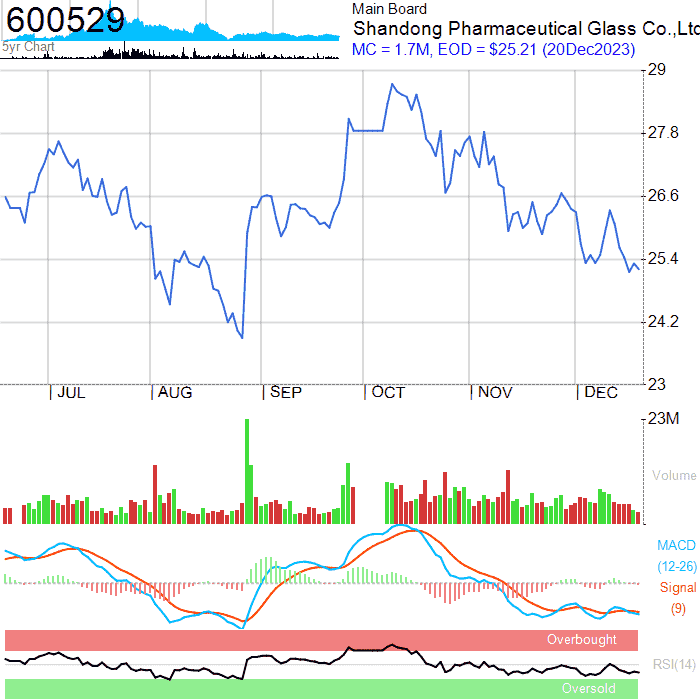 600529
Main Board
Shandong Pharmaceutical Glass Co.,Ltd
5yr Chart
MC = 1.7M, EOD = $25.21 (20Dec2023)
29
27.8
26.6
25.4
24.2
23
JUL AUG SEP OCT NOV DEC
23M
Volume
MACD
(12-26)
Signal
(9)
Overbought
RSI(14)
Oversold